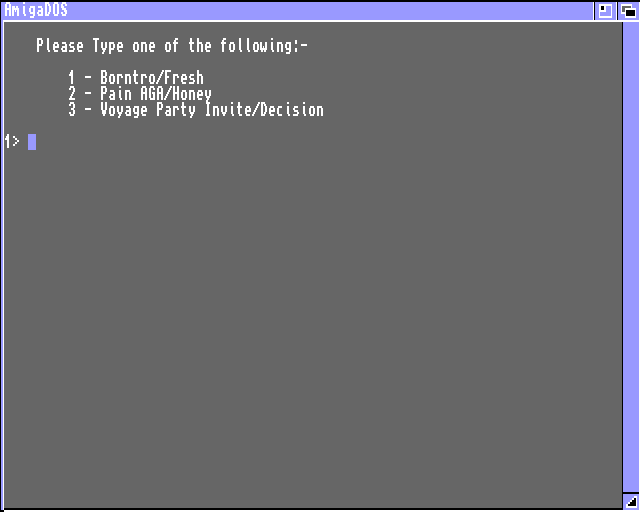 AmigaDOS
Please Type one of the following:-
1 - Borntro/Fresh
2 - Pain AGA/Honey
3 - Voyage Party Invite/Decision
1>